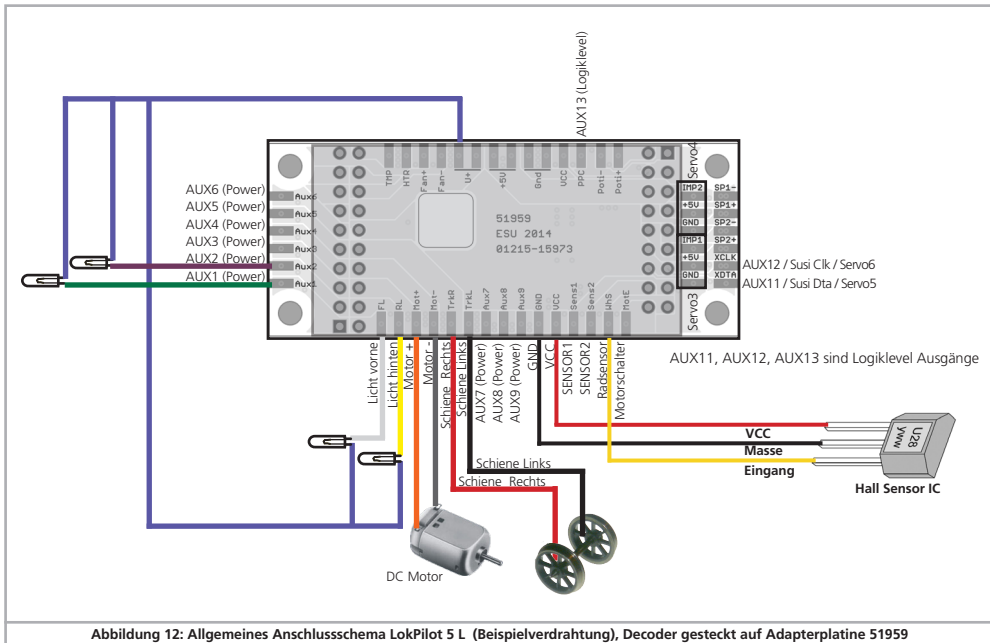 AUX13 (Logiklevel)
Servo4
TMP
HTR
Fan+
Fan-
U+
+5V
Gnd
VCC
PPC
Poti-
Poti+
AUX6 (Power)
AUX5 (Power)
AUX4 (Power)
AUX3 (Power)
AUX2 (Power)
AUX1 (Power)
Aux6
Aux5
Aux4
Aux3
Aux2
Aux1
51959
ESU 2014
01215-15973
IMP2
+5V
GND
IMP1
+5V
GND
SP1-
SP1+
SP2-
SP2+
XCLK
XDTA
AUX12 / Susi Clk / Servo6
AUX11 / Susi Dta / Servo5
Servo3
FL
RL
Mot+
Mot-
TrkR
TrkL
Aux7
Aux8
Aux9
GND
VCC
Sens1
Sens2
WhS
MotE
Licht vorne
Licht hinten
Motor +
Motor -
Schiene Rechts
Schiene Links
AUX7 (Power)
AUX8 (Power)
AUX9 (Power)
GND
VCC
SENSOR1
SENSOR2
Radsensor
Motorschalter
AUX11, AUX12, AUX13 sind Logiklevel Ausgänge
VCC
Masse
Eingang
U28
yww
Hall Sensor IC
Schiene Links
Schiene Rechts
DC Motor
Abbildung 12: Allgemeines Anschlussschema LokPilot 5 L (Beispielverdrahtung), Decoder gesteckt auf Adapterplatine 51959